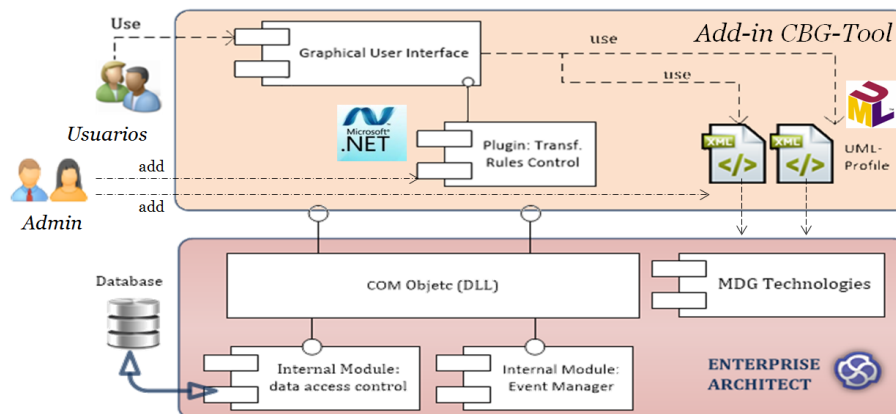 Use
Add-in CBG-Tool
Graphical User Interface
use
use
Usuarios
Microsoft®
.NET
Plugin: Transf.
Rules Control
XML
</>
XML
</>
UML
UML-
Profile
add
add
Admin
Database
COM Objetc (DLL)
MDG Technologies
Internal Module:
data access control
Internal Module:
Event Manager
ENTERPRISE
ARCHITECT